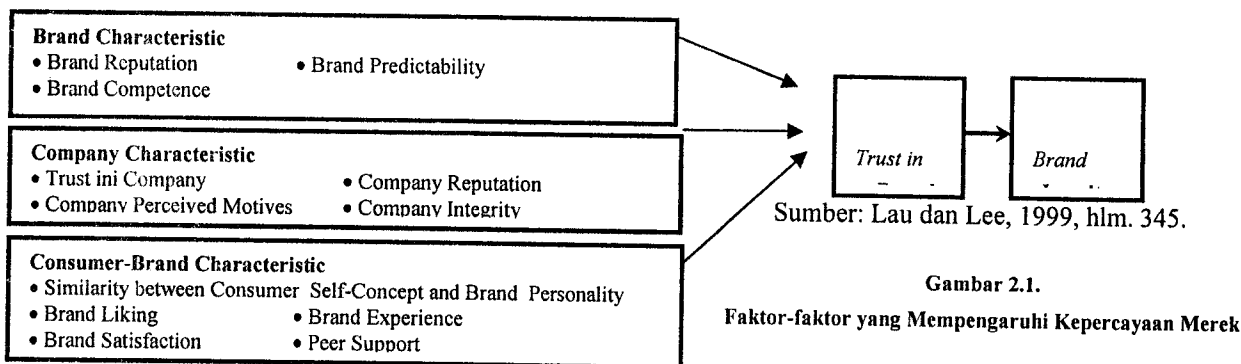 Brand Characteristic
• Brand Reputation • Brand Predictability
• Brand Competence
Company Characteristic
• Trust ini Company • Company Reputation
• Company Perceived Motives • Company Integrity
Consumer-Brand Characteristic
• Similarity between Consumer Self-Concept and Brand Personality
• Brand Liking • Brand Experience
• Brand Satisfaction • Peer Support
Trust in
Brand
Sumber: Lau dan Lee, 1999, hlm. 345.
Gambar 2.1.
Faktor-faktor yang Mempengaruhi Kepercayaan Merek